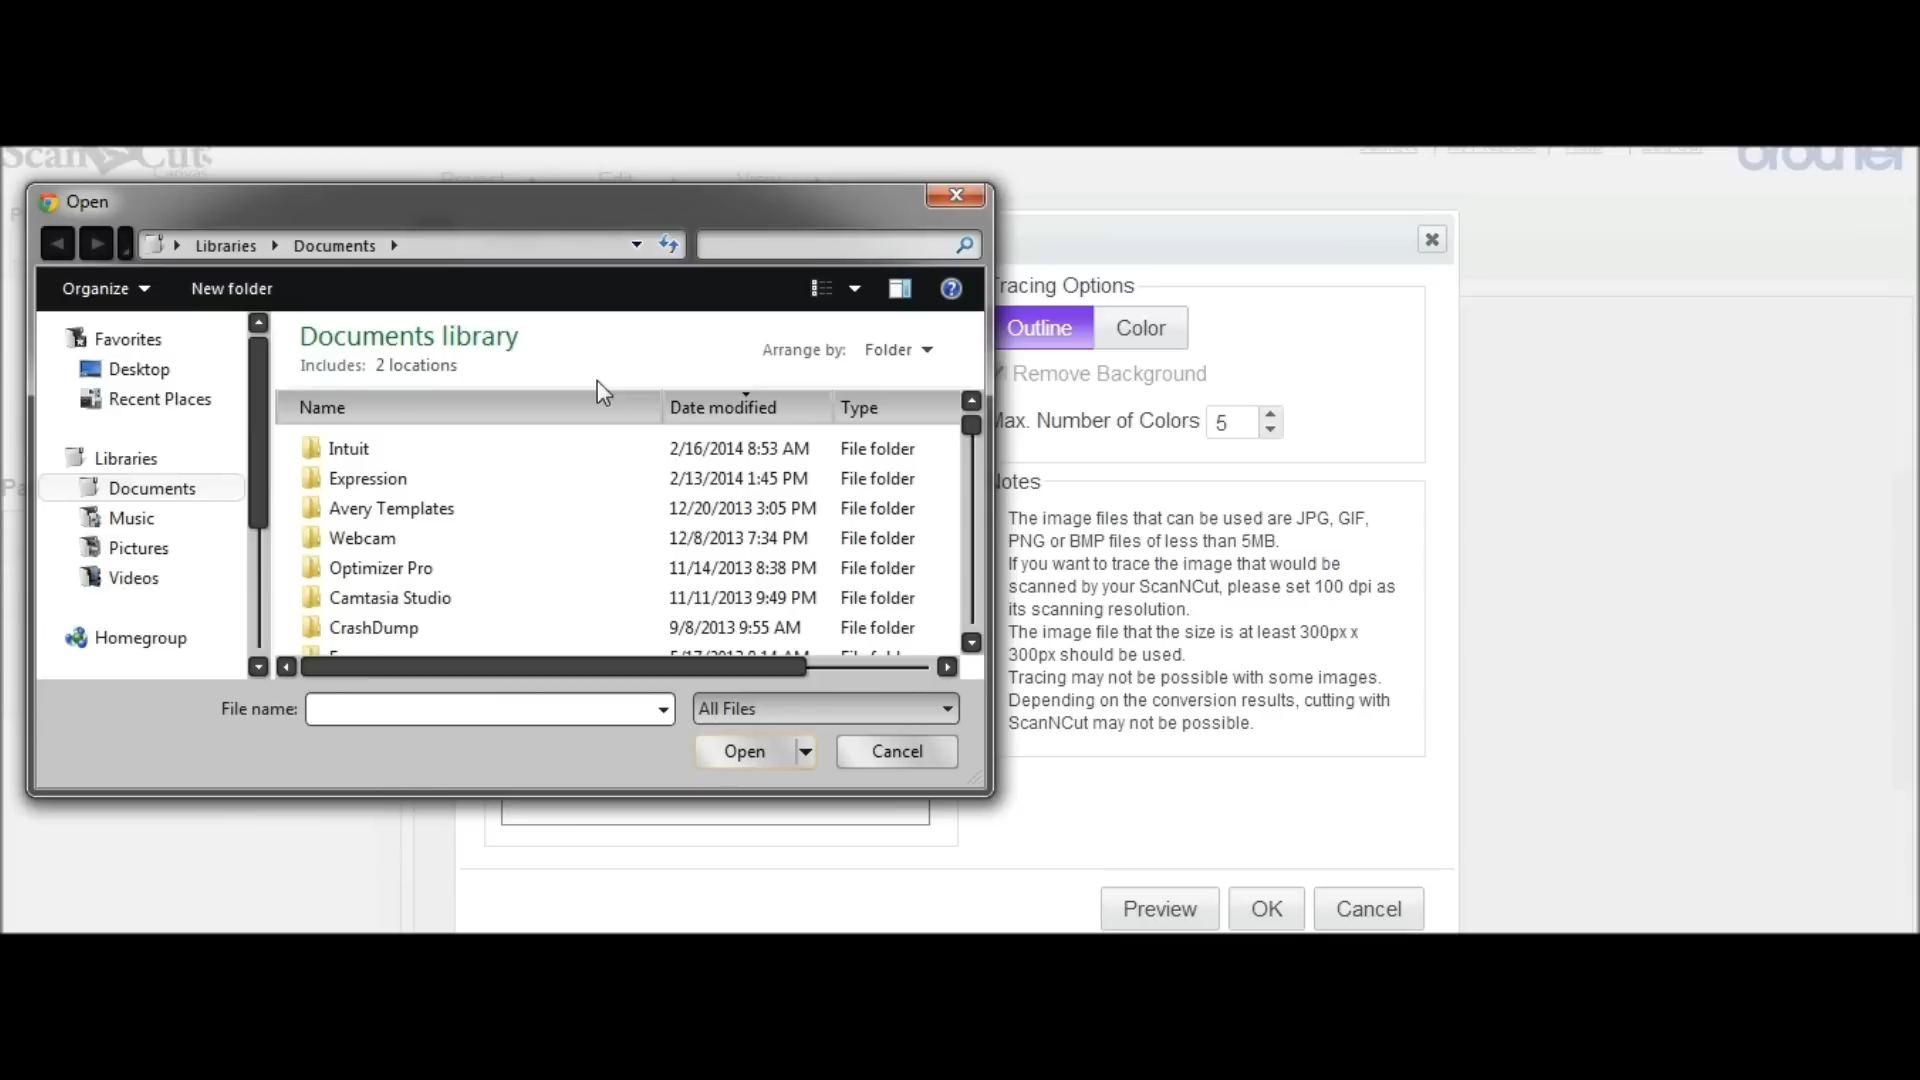 ScanNCut
Canvas
brother
Open
Libraries
Documents
Organize
New folder
Favorites
Desktop
Recent Places
Libraries
Documents
Music
Pictures
Videos
Homegroup
Documents library
Includes: 2 locations
Arrange by: Folder
Name Date modified Type
Intuit 2/16/2014 8:53 AM File folder
Expression 2/13/2014 1:45 PM File folder
Avery Templates 12/20/2013 3:05 PM File folder
Webcam 12/8/2013 7:34 PM File folder
Optimizer Pro 11/14/2013 8:38 PM File folder
Camtasia Studio 11/11/2013 9:49 PM File folder
CrashDump 9/8/2013 9:55 AM File folder
File name:
All Files
Open
Cancel
Tracing Options
Outline
Color
Remove Background
Max. Number of Colors 5
Notes
The image files that can be used are JPG, GIF,
PNG or BMP files of less than 5MB.
If you want to trace the image that would be
scanned by your ScanNCut, please set 100 dpi as
its scanning resolution.
The image file that the size is at least 300px x
300px should be used.
Tracing may not be possible with some images.
Depending on the conversion results, cutting with
ScanNCut may not be possible.
Preview
OK
Cancel